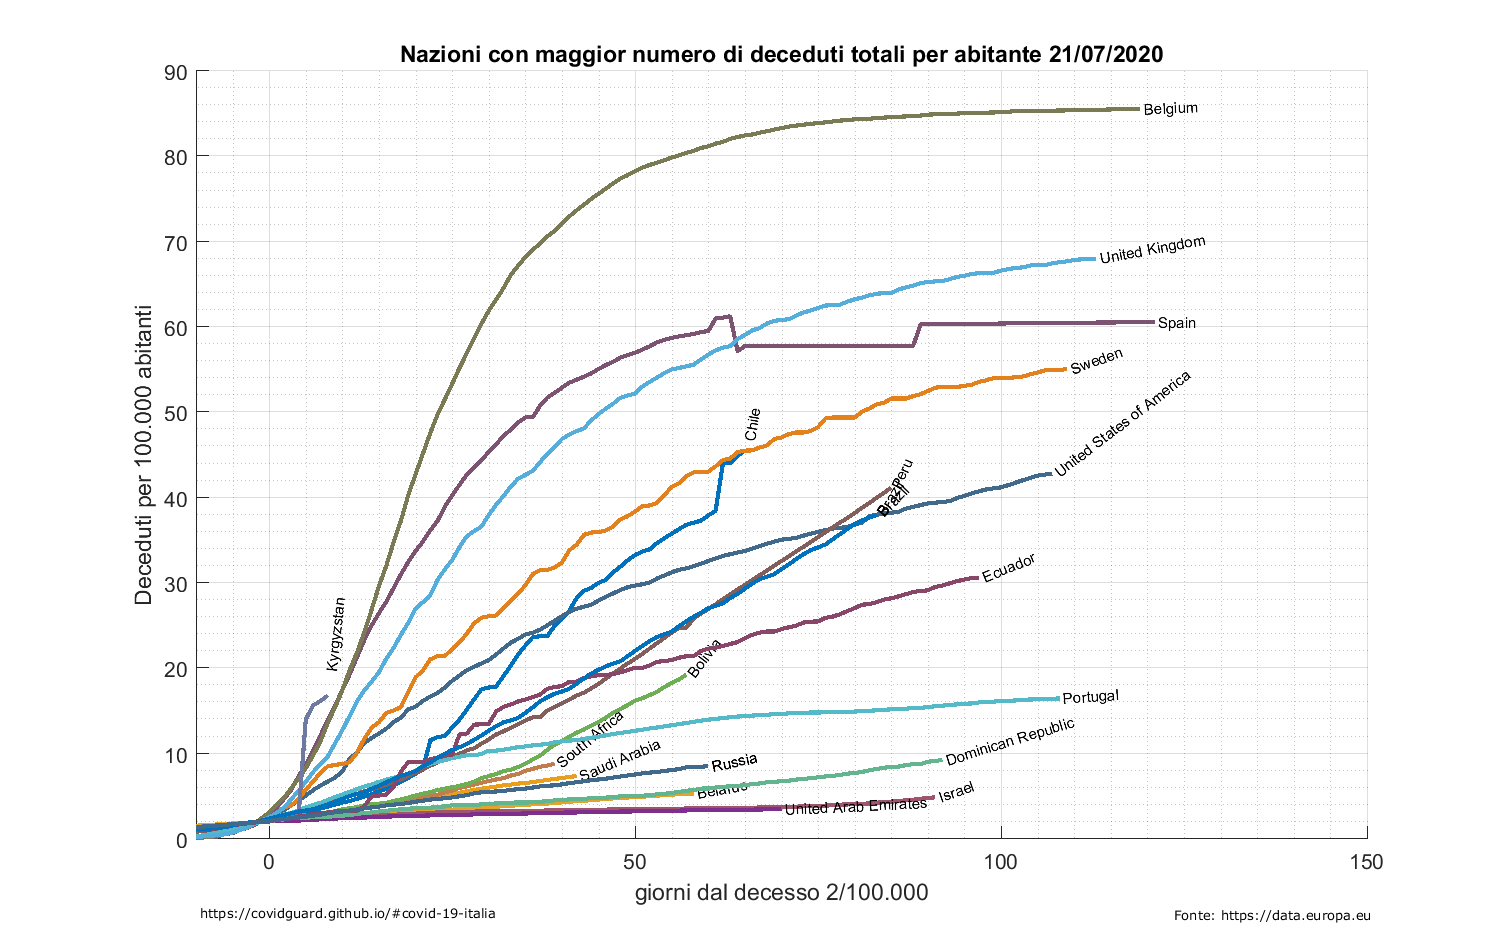 Nazioni con maggior numero di deceduti totali per abitante 21/07/2020
90
80
70
60
50
40
30
20
10
0
Deceduti per 100.000 abitanti
Belgium
United Kingdom
Spain
Sweden
United States of America
Chile
Peru
Brazil
Brazil
Ecuador
Kyrgyzstan
Bolivia
Portugal
South Africa
Saudi Arabia
Dominican Republic
Russia
Belarus
Israel
United Arab Emirates
0
50
100
150
giorni dal decesso 2/100.000
https://covidguard.github.io/#covid-19-italia
Fonte: https://data.europa.eu